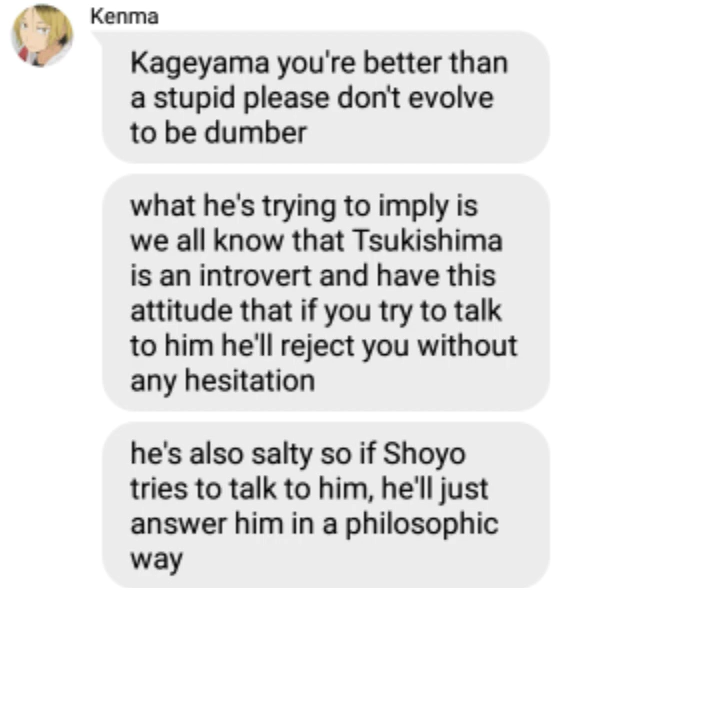 Kenma
Kageyama you're better than
a stupid please don't evolve
to be dumber
what he's trying to imply is
we all know that Tsukishima
is an introvert and have this
attitude that if you try to talk
to him he'll reject you without
any hesitation
he's also salty so if Shoyo
tries to talk to him, he'll just
answer him in a philosophic
way